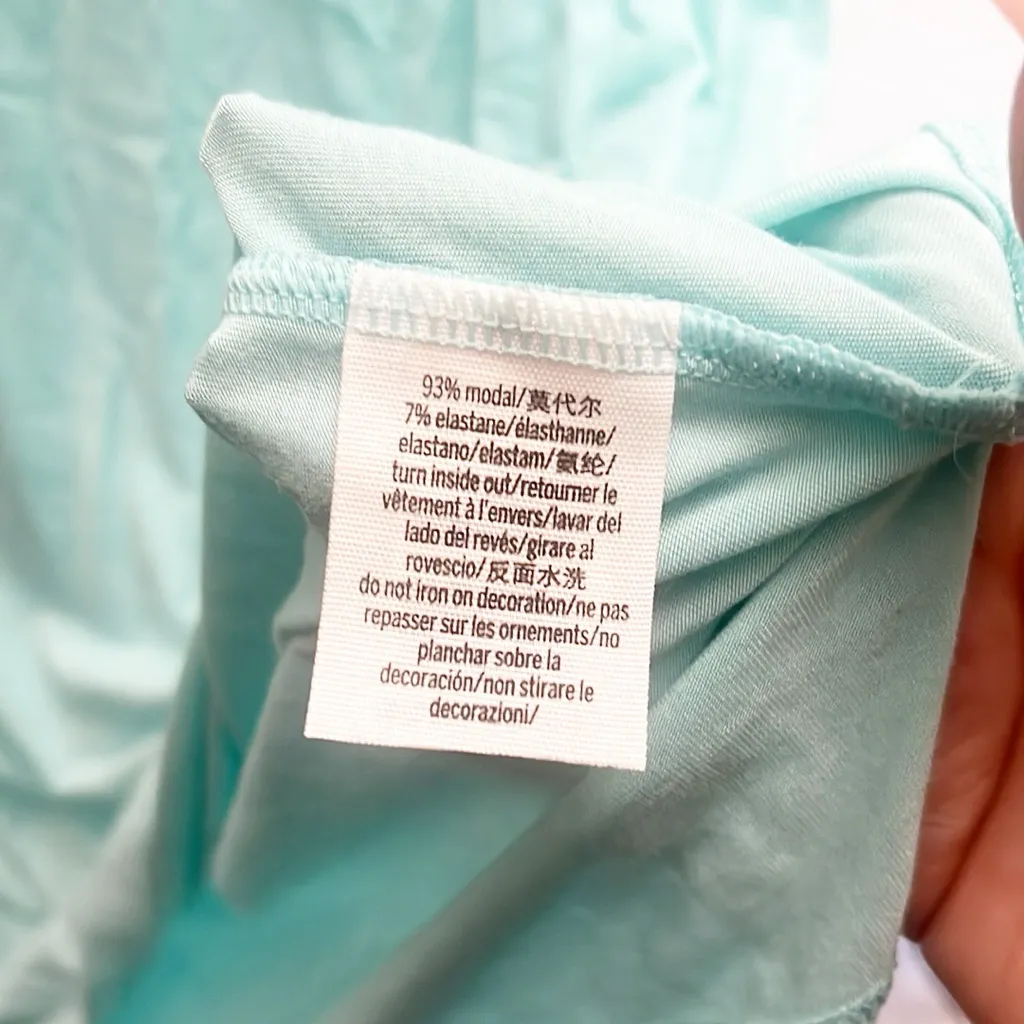 93% modal/莫代尔
7% elastane/élasthanne/
elastano/elastam/氨纶/
turn inside out/retourner le
vêtement à l'envers/lavar del
lado del revés/girare al
rovescio/反面水洗
do not iron on decoration/ne pas
repasser sur les ornements/no
planchar sobre la
decoración/non stirare le
decorazioni/